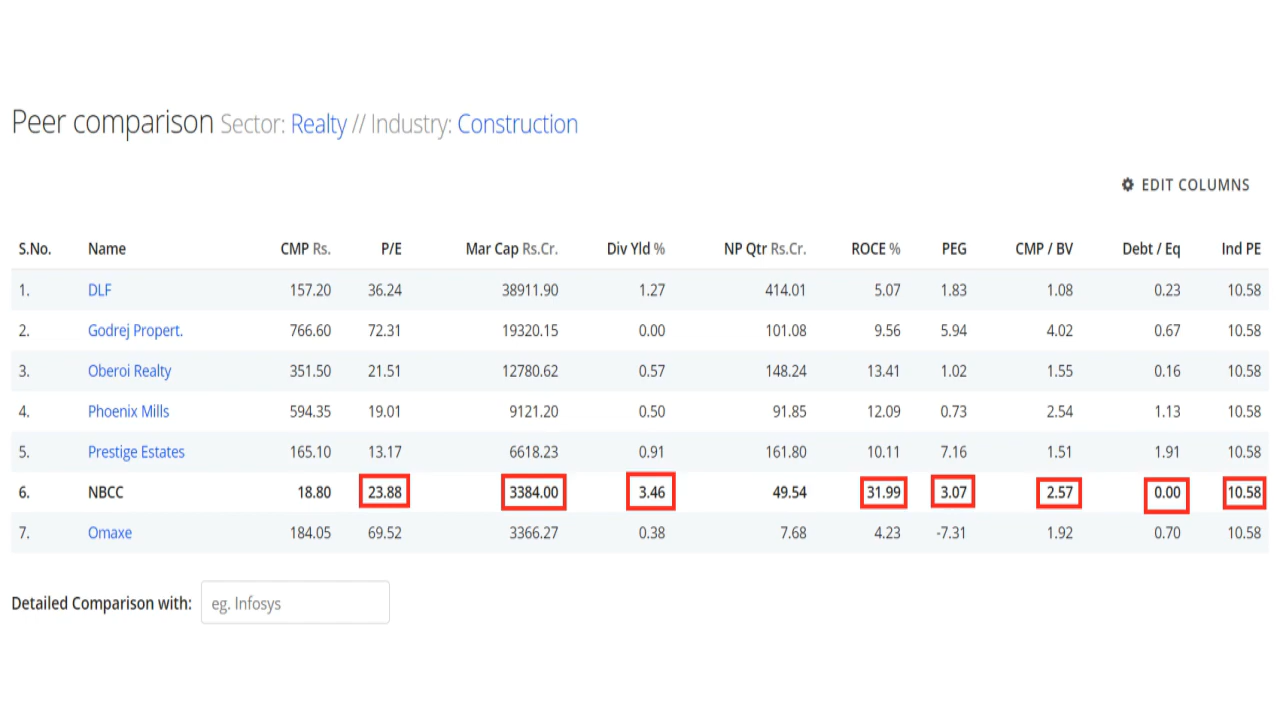 Peer comparison Sector: Realty // Industry: Construction
EDIT COLUMNS
S.No. Name CMP Rs. P/E Mar Cap Rs.Cr. Div Yld % NP Qtr Rs.Cr. ROCE % PEG CMP / BV Debt / Eq Ind PE
1. DLF 157.20 36.24 38911.90 1.27 414.01 5.07 1.83 1.08 0.23 10.58
2. Godrej Propert. 766.60 72.31 19320.15 0.00 101.08 9.56 5.94 4.02 0.67 10.58
3. Oberoi Realty 351.50 21.51 12780.62 0.57 148.24 13.41 1.02 1.55 0.16 10.58
4. Phoenix Mills 594.35 19.01 9121.20 0.50 91.85 12.09 0.73 2.54 1.13 10.58
5. Prestige Estates 165.10 13.17 6618.23 0.91 161.80 10.11 7.16 1.51 1.91 10.58
6. NBCC 18.80 23.88 3384.00 3.46 49.54 31.99 3.07 2.57 0.00 10.58
7. Omaxe 184.05 69.52 3366.27 0.38 7.68 4.23 -7.31 1.92 0.70 10.58
Detailed Comparison with: eg. Infosys